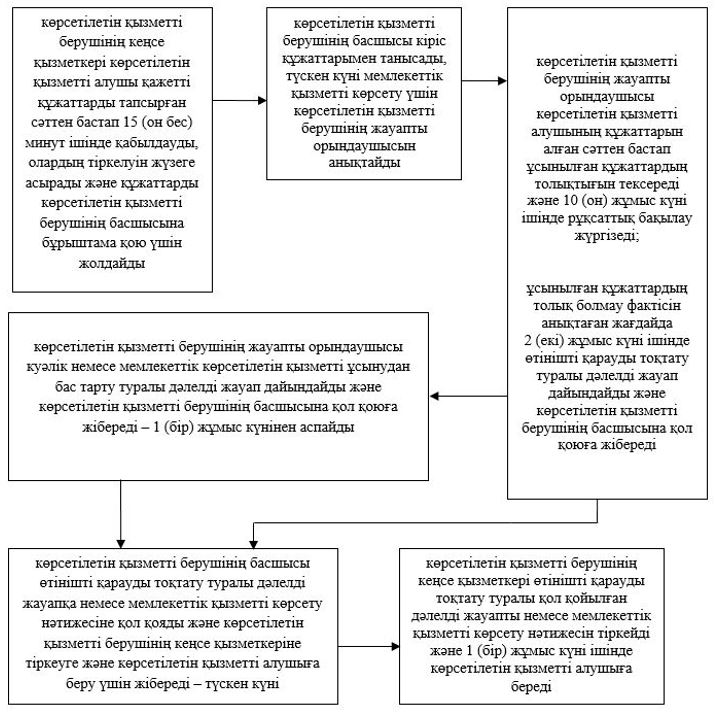 көрсетілетін қызметті
берушінің кеңсе
қызметкері көрсетілетін
қызметті алушы қажетті
құжаттарды тапсырған
сәттен бастап 15 (он бес)
минут ішінде қабылдауды,
олардың тіркелуін жүзеге
асырады және құжаттарды
көрсетілетін қызметті
берушінің басшысына
бұрыштама қою үшін
жолдайды
көрсетілетін қызметті
берушінің басшысы кіріс
құжаттарымен танысады,
түскен күні мемлекеттік
қызметті көрсету үшін
көрсетілетін қызметті
берушінің жауапты
орындаушысын
анықтайды
көрсетілетін қызметті
берушінің жауапты
орындаушысы
көрсетілетін қызметті
алушының құжаттарын
алған сәттен бастап
ұсынылған құжаттардың
толықтығын тексереді
және 10 (он) жұмыс күні
ішінде рұқсаттық бақылау
жүргізеді;
ұсынылған құжаттардың
толық болмау фактісін
анықтаған жағдайда
2 (екі) жұмыс күні ішінде
өтінішті қарауды тоқтату
туралы дәлелді жауап
дайындайды және
көрсетілетін қызметті
берушінің басшысына қол
қоюға жібереді
көрсетілетін қызметті берушінің жауапты орындаушысы
куәлік немесе мемлекеттік көрсетілетін қызметті ұсынудан
бас тарту туралы дәлелді жауап дайындайды және
көрсетілетін қызметті берушінің басшысына қол қоюға
жібереді – 1 (бір) жұмыс күнінен аспайды
көрсетілетін қызметті берушінің басшысы
өтінішті қарауды тоқтату туралы дәлелді
жауапқа немесе мемлекеттік қызметті көрсету
нәтижесіне қол қояды және көрсетілетін
қызметті берушінің кеңсе қызметкеріне
тіркеуге және көрсетілетін қызметті алушыға
беру үшін жібереді – түскен күні
көрсетілетін қызметті берушінің
кеңсе қызметкері өтінішті қарауды
тоқтату туралы қол қойылған
дәлелді жауапты немесе мемлекеттік
қызметті көрсету нәтижесін тіркейді
және 1 (бір) жұмыс күні ішінде
көрсетілетін қызметті алушыға
береді